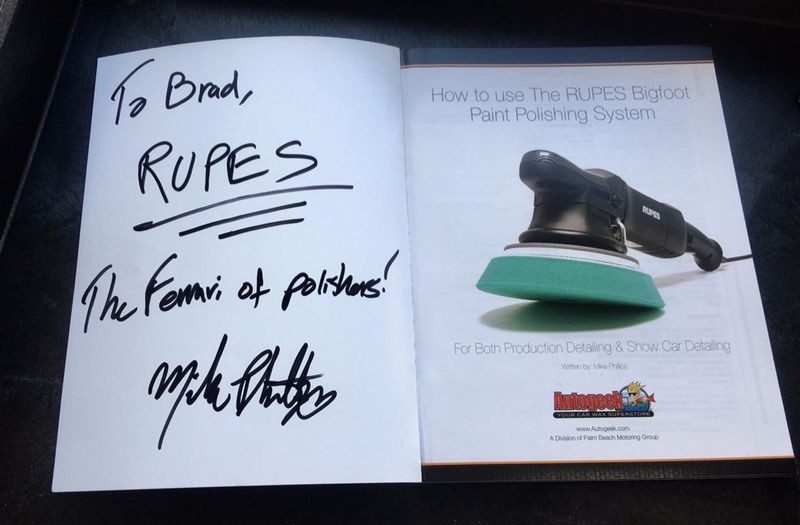 To Brad,
RUPES
The Ferrari of polishers!
Mike Phillips
How to use The RUPES Bigfoot
Paint Polishing System
RUPES
For Both Production Detailing & Show Car Detailing
Written by: Mike Phillips
Autogeek
YOUR CAR WAX SUPERSTORE
www.Autogeek.com
A Division of Palm Beach Motoring Group